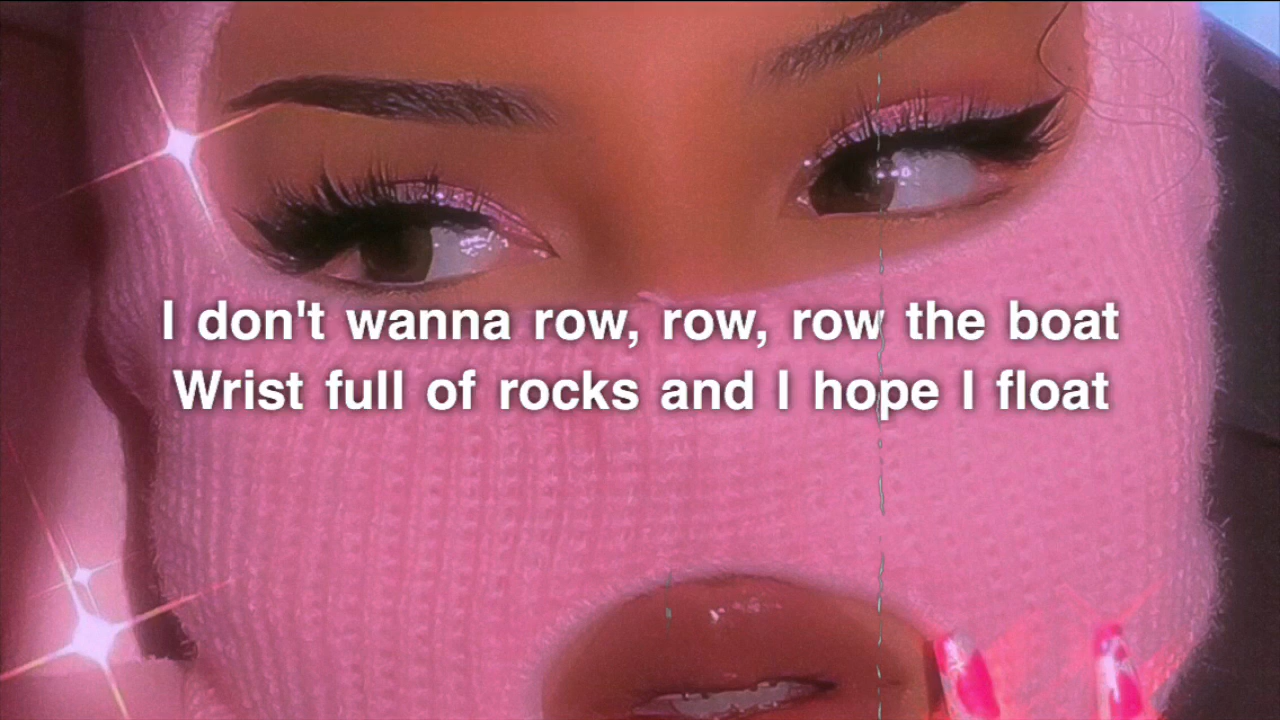 I don't wanna row, row, row the boat
Wrist full of rocks and I hope I float